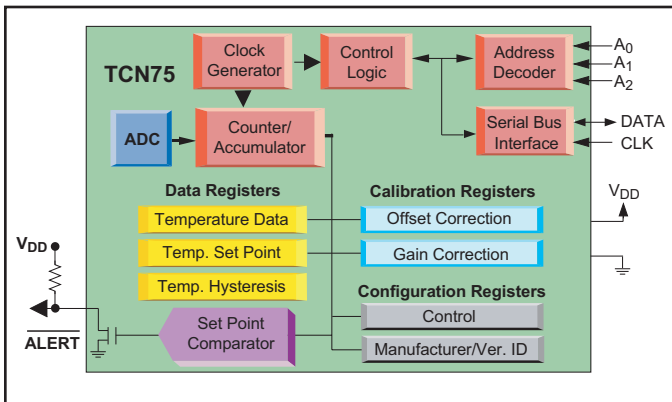 TCN75
Clock
Generator
Control
Logic
Address
Decoder
A0
A1
A2
ADC
Counter/
Accumulator
Serial Bus
Interface
DATA
CLK
Data Registers
Calibration Registers
VDD
Temperature Data
Offset Correction
VDD
Temp. Set Point
Gain Correction
Temp. Hysteresis
Configuration Registers
ALERT
Set Point
Comparator
Control
Manufacturer/Ver. ID